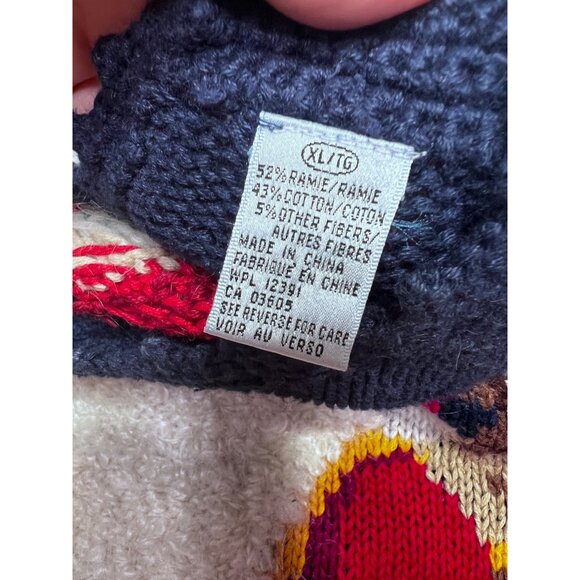 XL/TG
52% RAMIE/RAMIE
43% COTTON/COTON
5% OTHER FIBERS/
AUTRES FIBRES
MADE IN CHINA
FABRIQUE EN CHINE
WPL 12391
CA 03605
SEE REVERSE FOR CARE
VOIR AU VERSO